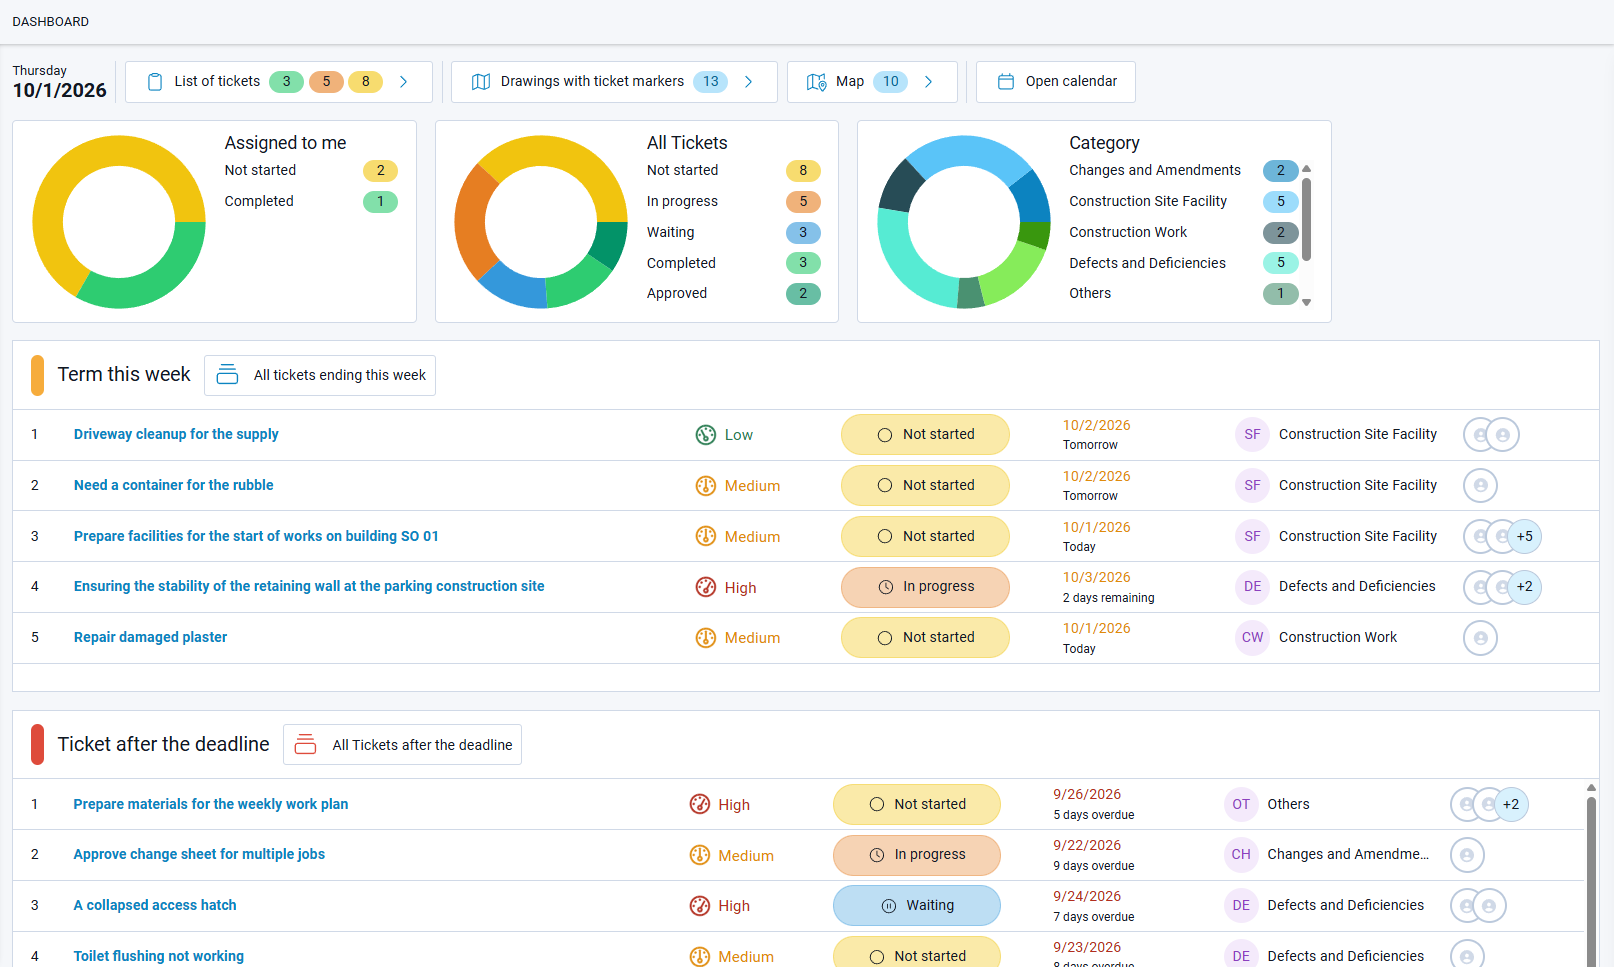 DASHBOARD
Thursday
10/1/2026
List of tickets 3 5 8
Drawings with ticket markers 13
Map 10
Open calendar
Assigned to me
Not started 2
Completed 1
All Tickets
Not started 8
In progress 5
Waiting 3
Completed 3
Approved 2
Category
Changes and Amendments 2
Construction Site Facility 5
Construction Work 2
Defects and Deficiencies 5
Others 1
Term this week
All tickets ending this week
1 Driveway cleanup for the supply Low Not started 10/2/2026 Tomorrow SF Construction Site Facility
2 Need a container for the rubble Medium Not started 10/2/2026 Tomorrow SF Construction Site Facility
3 Prepare facilities for the start of works on building SO 01 Medium Not started 10/1/2026 Today SF Construction Site Facility +5
4 Ensuring the stability of the retaining wall at the parking construction site High In progress 10/3/2026 2 days remaining DE Defects and Deficiencies +2
5 Repair damaged plaster Medium Not started 10/1/2026 Today CW Construction Work
Ticket after the deadline
All Tickets after the deadline
1 Prepare materials for the weekly work plan High Not started 9/26/2026 5 days overdue OT Others +2
2 Approve change sheet for multiple jobs Medium In progress 9/22/2026 9 days overdue CH Changes and Amendme...
3 A collapsed access hatch High Waiting 9/24/2026 7 days overdue DE Defects and Deficiencies
4 Toilet flushing not working Medium Not started 9/23/2026 8 days overdue DE Defects and Deficiencies